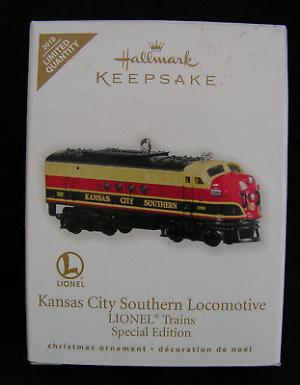 2010
LIMITED
QUANTITY
Hallmark
KEEPSAKE
KANSAS CITY SOUTHERN
L
LIONEL
Kansas City Southern Locomotive
LIONEL® Trains
Special Edition
christmas ornament • décoration de noël